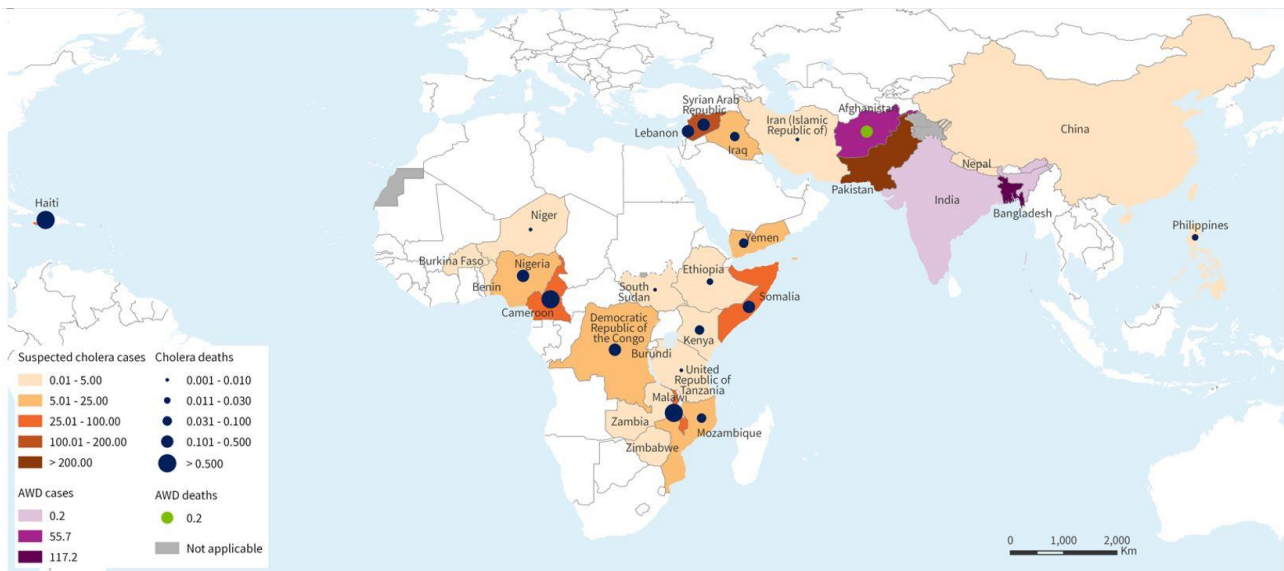 Syrian Arab
Republic
Afghanistan
Lebanon
Iran (Islamic
Republic of)
Iraq
China
Nepal
Pakistan
India
Bangladesh
Haiti
Niger
Philippines
Yemen
Burkina Faso
Nigeria
Ethiopia
Benin
South
Sudan
Somalia
Cameroon
Democratic
Republic of
the Congo
Kenya
Burundi
United
Republic of
Tanzania
Malawi
Zambia
Mozambique
Zimbabwe
Suspected cholera cases
0.01 - 5.00
5.01 - 25.00
25.01 - 100.00
100.01 - 200.00
> 200.00
AWD cases
0.2
55.7
117.2
Cholera deaths
0.001 - 0.010
0.011 - 0.030
0.031 - 0.100
0.101 - 0.500
> 0.500
AWD deaths
0.2
Not applicable
0 1,000 2,000
Km